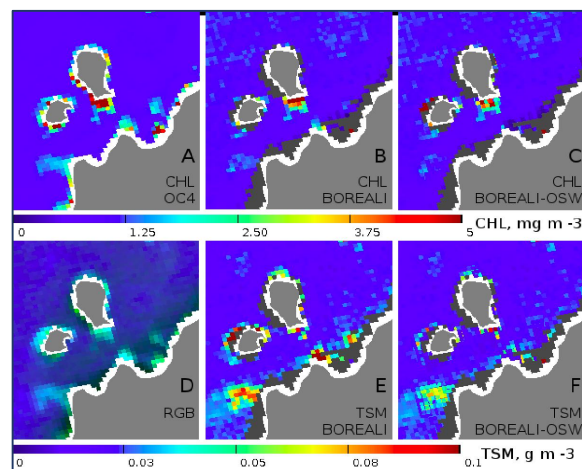 A
CHL
OC4
B
CHL
BOREALI
C
CHL
BOREALI-OSW
0 1.25 2.50 3.75 5 CHL, mg m -3
D
RGB
E
TSM
BOREALI
F
TSM
BOREALI-OSW
0 0.03 0.05 0.08 0.1 TSM, g m -3